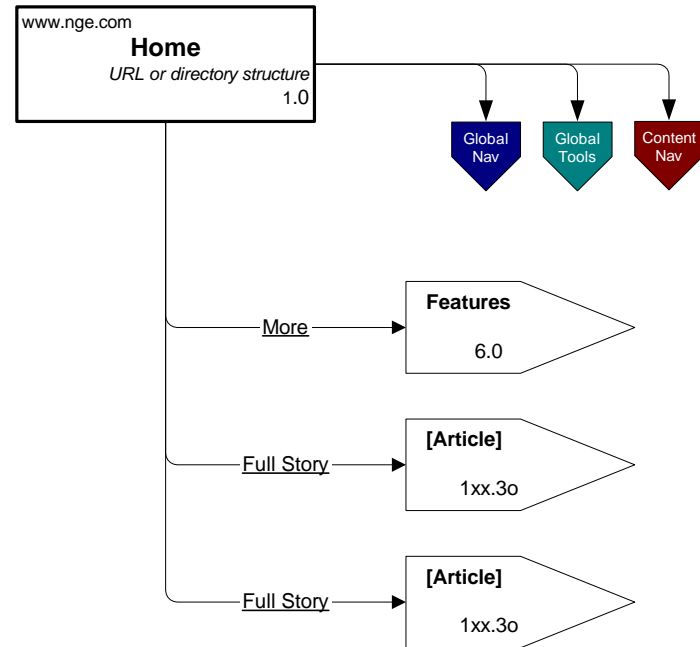 www.nge.com
Home
URL or directory structure
1.0
Global
Nav
Global
Tools
Content
Nav
More
Features
6.0
Full Story
[Article]
1xx.3o
Full Story
[Article]
1xx.3o